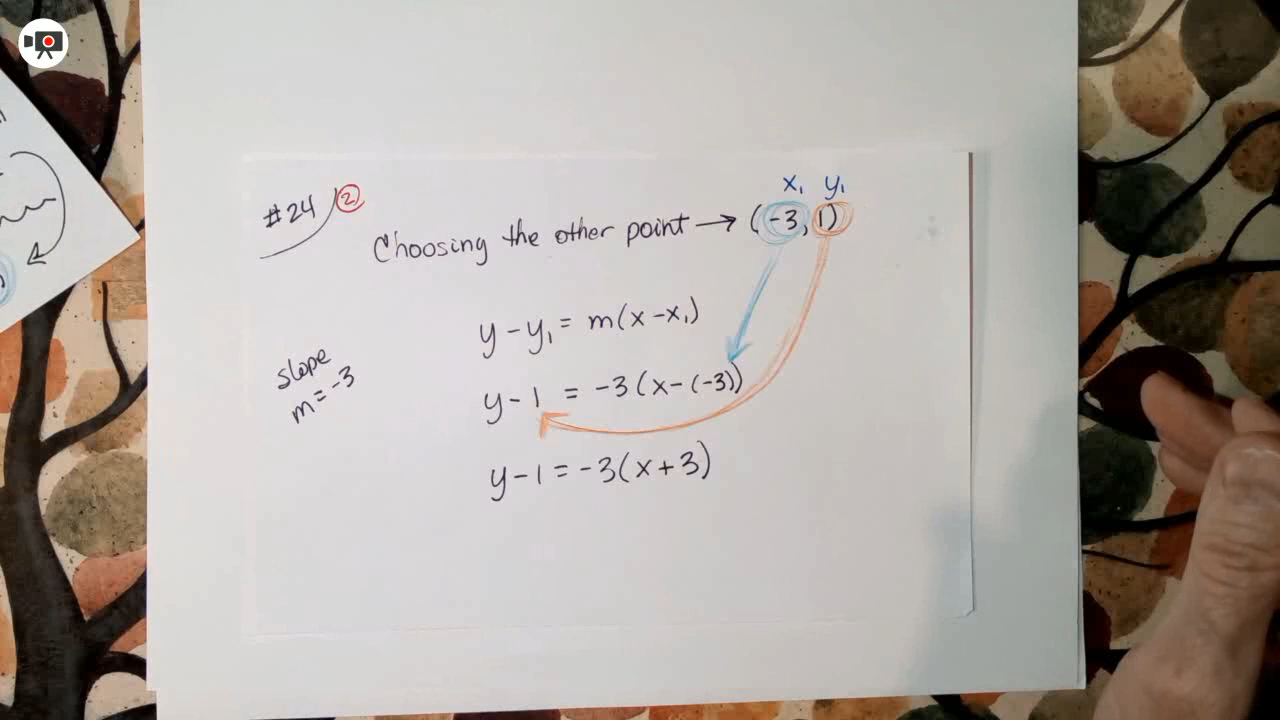 #24 2
x₁ y₁
Choosing the other point → (-3, 1)
y - y₁ = m(x - x₁)
slope
m = -3
y - 1 = -3(x - (-3))
y - 1 = -3(x + 3)